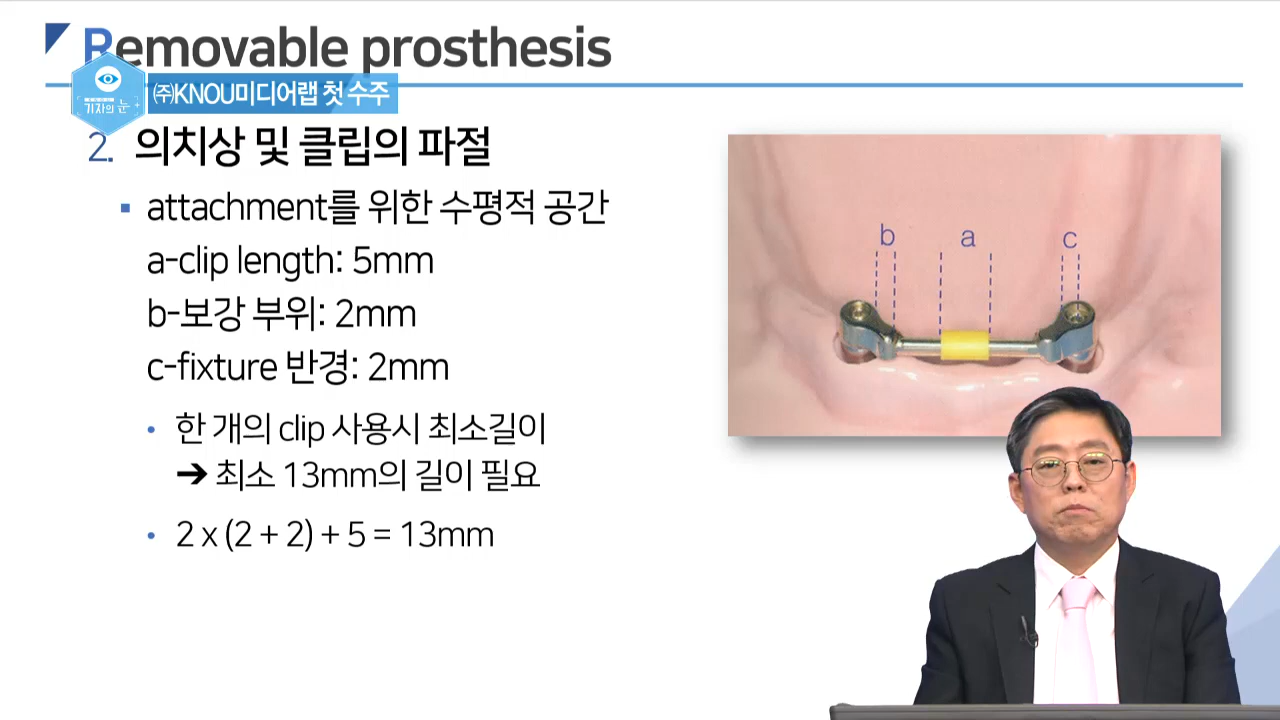 Removable prosthesis
기자의 눈
㈜KNOU미디어랩 첫 수주
2. 의치상 및 클립의 파절
▪ attachment를 위한 수평적 공간
a-clip length: 5mm
b-보강 부위: 2mm
c-fixture 반경: 2mm
• 한 개의 clip 사용시 최소길이
➔ 최소 13mm의 길이 필요
• 2 x (2 + 2) + 5 = 13mm
b a c